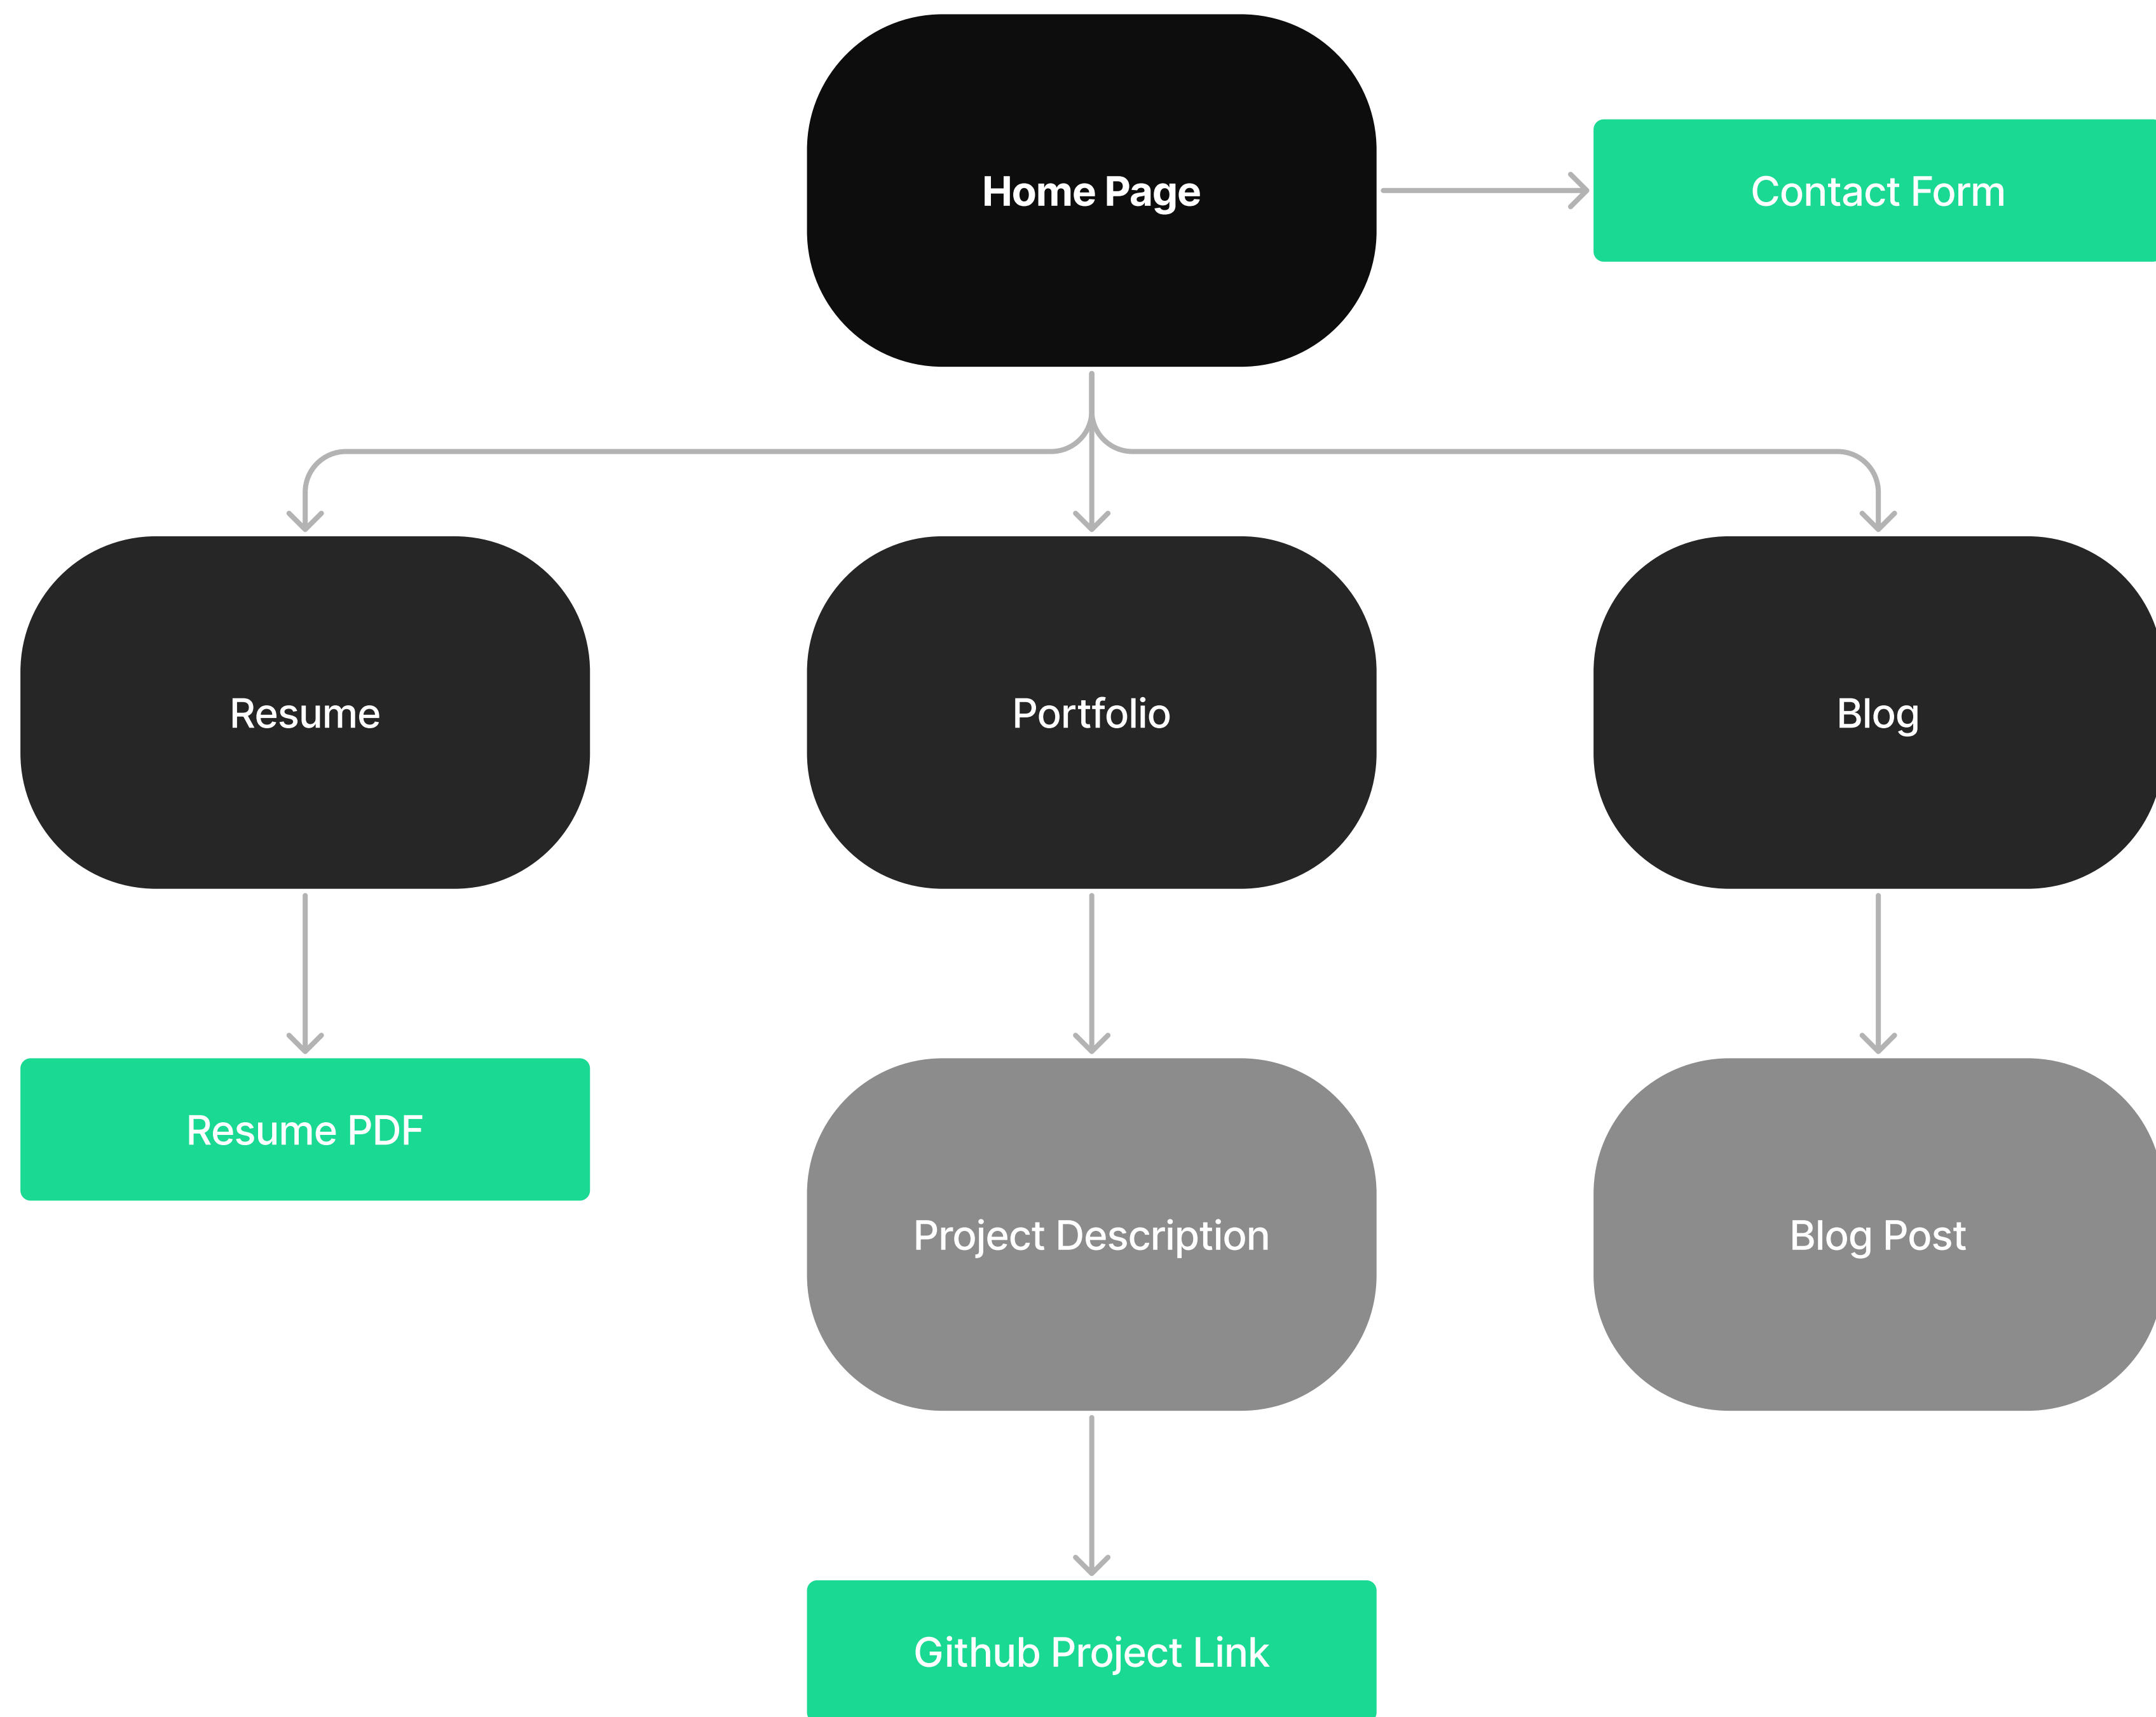 Home Page
Contact Form
Resume
Portfolio
Blog
Resume PDF
Project Description
Blog Post
Github Project Link